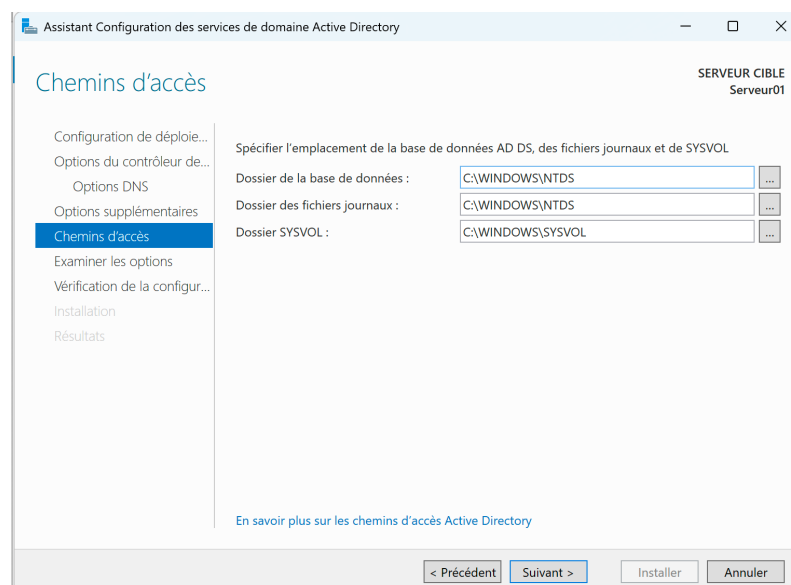 Assistant Configuration des services de domaine Active Directory
Chemins d'accès
SERVEUR CIBLE
Serveur01
Configuration de déploie...
Options du contrôleur de...
Options DNS
Options supplémentaires
Chemins d'accès
Examiner les options
Vérification de la configur...
Installation
Résultats
Spécifier l'emplacement de la base de données AD DS, des fichiers journaux et de SYSVOL
Dossier de la base de données : C:\WINDOWS\NTDS ...
Dossier des fichiers journaux : C:\WINDOWS\NTDS ...
Dossier SYSVOL : C:\WINDOWS\SYSVOL ...
En savoir plus sur les chemins d'accès Active Directory
< Précédent Suivant > Installer Annuler